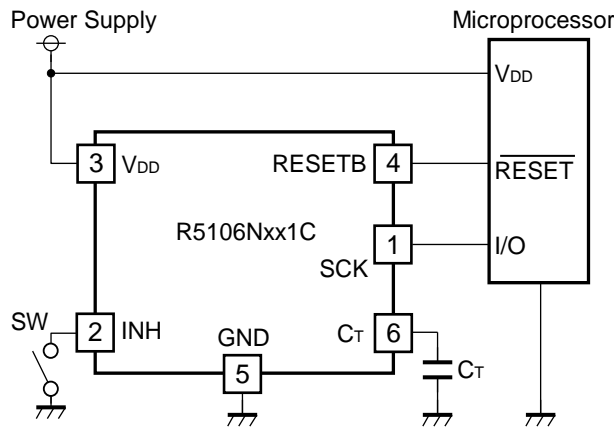 Power Supply
Microprocessor
VDD
3
VDD
RESETB
4
RESET
R5106Nxx1C
1
I/O
SCK
SW
2
INH
GND
CT
6
5
CT